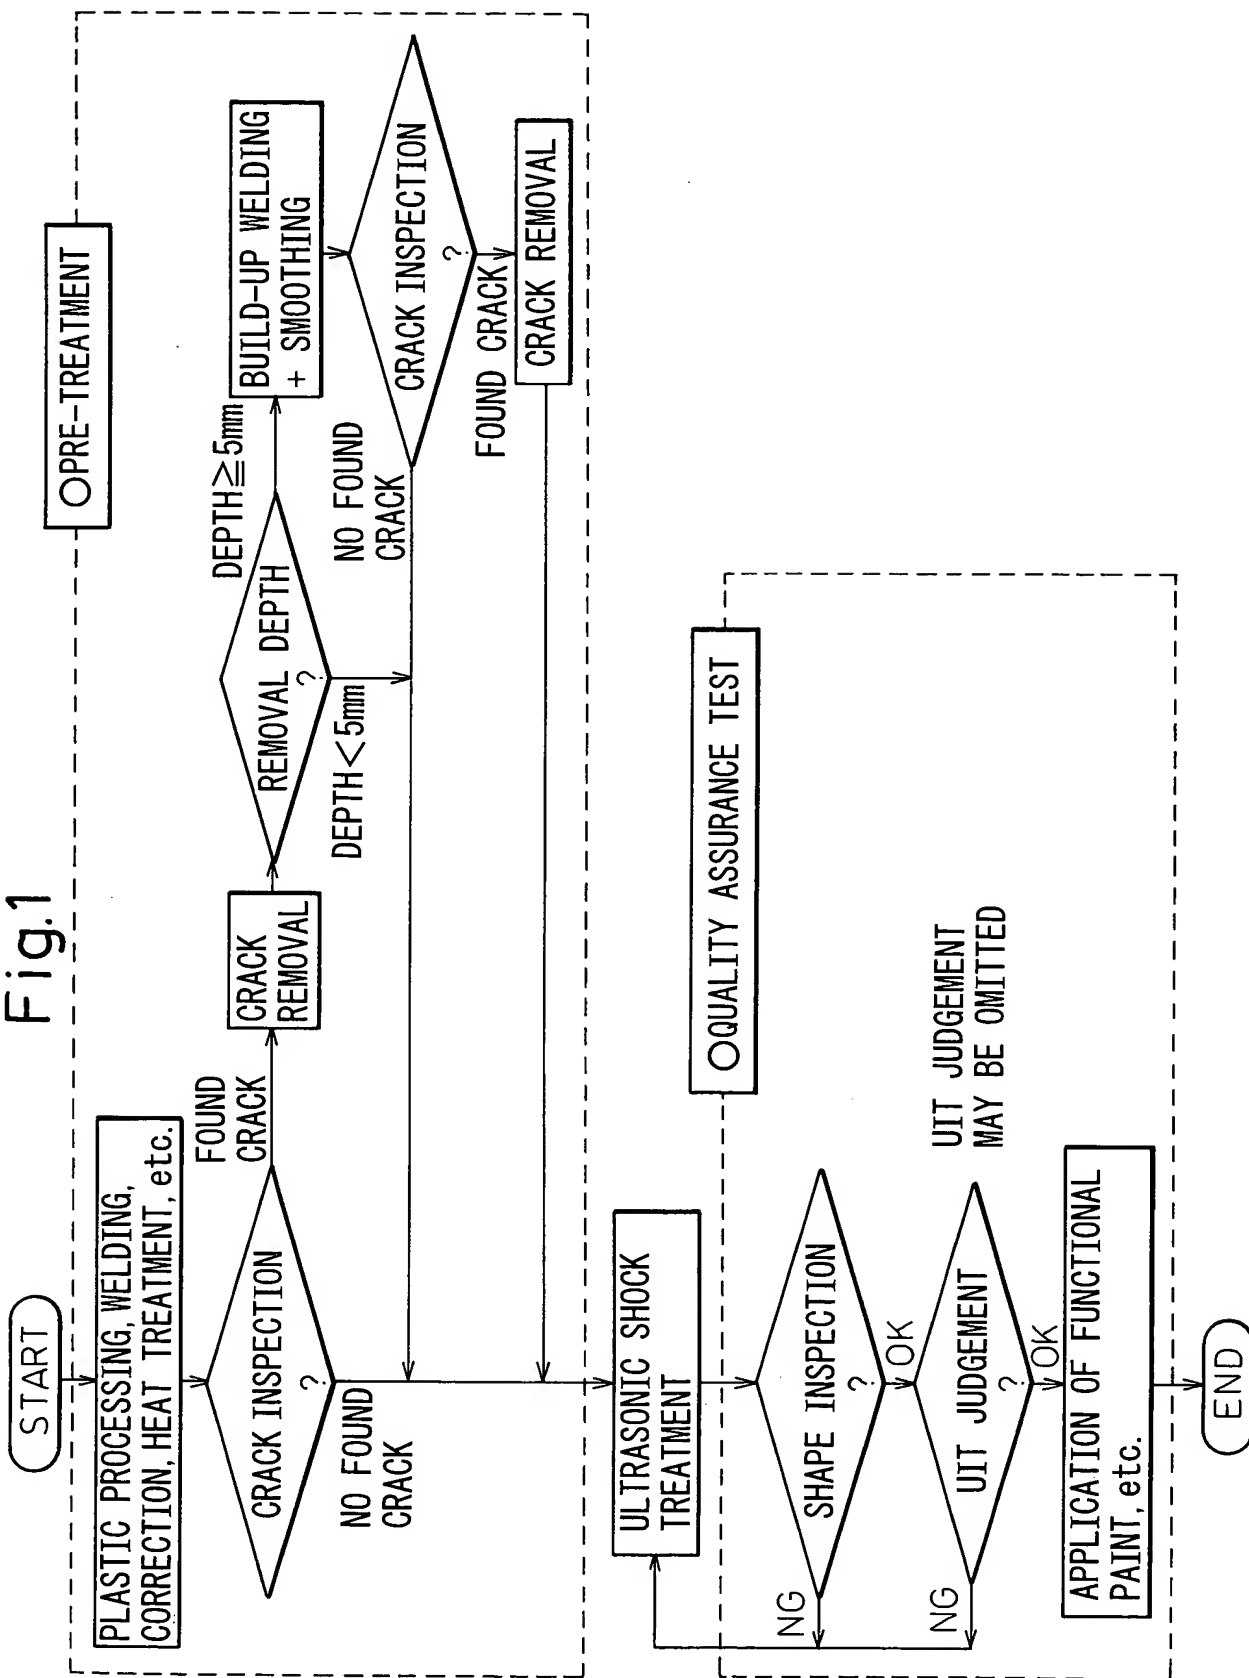 Fig.1
START
○PRE-TREATMENT
PLASTIC PROCESSING, WELDING,
CORRECTION, HEAT TREATMENT, etc.
CRACK INSPECTION
?
FOUND
CRACK
NO FOUND
CRACK
CRACK
REMOVAL
REMOVAL DEPTH
?
DEPTH≧5mm
DEPTH<5mm
BUILD-UP WELDING
+ SMOOTHING
CRACK INSPECTION
?
NO FOUND
CRACK
FOUND CRACK
CRACK REMOVAL
ULTRASONIC SHOCK
TREATMENT
○QUALITY ASSURANCE TEST
SHAPE INSPECTION
?
NG
OK
UIT JUDGEMENT
?
UIT JUDGEMENT
MAY BE OMITTED
NG
OK
APPLICATION OF FUNCTIONAL
PAINT, etc.
END